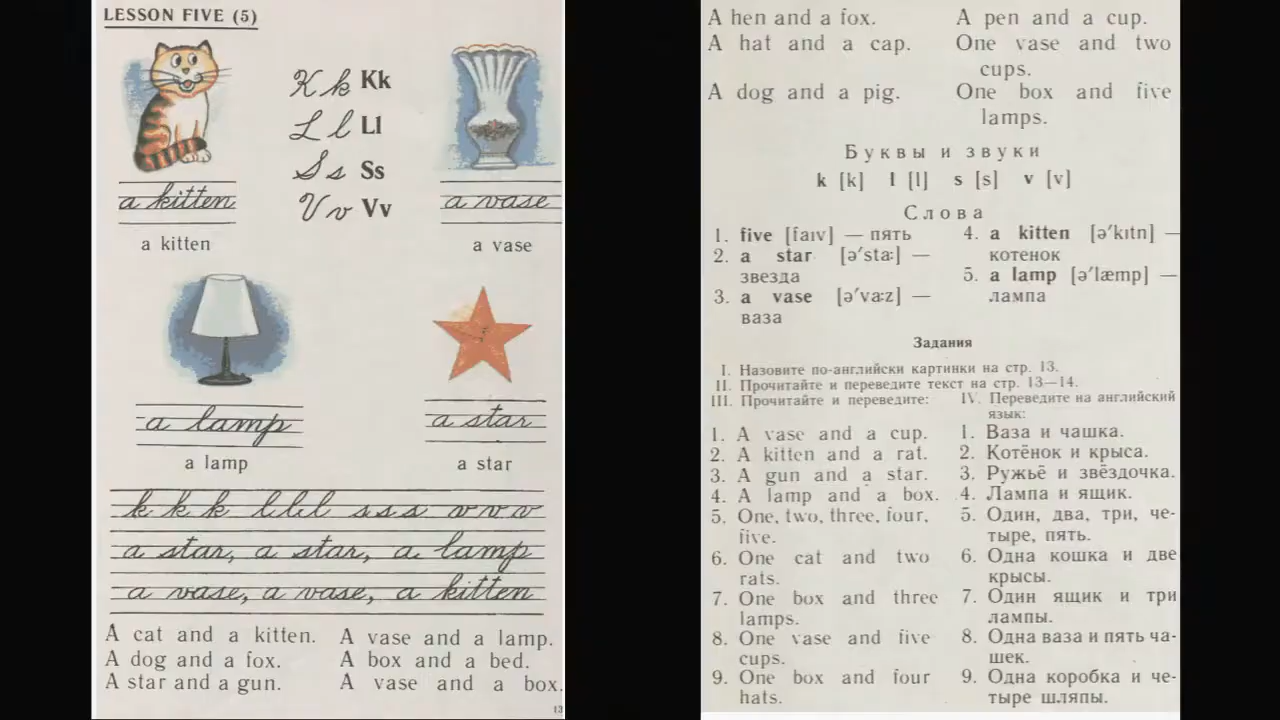 LESSON FIVE (5)
K k Kk
L l Ll
S s Ss
V v Vv
a kitten
a vase
a kitten
a vase
a lamp
a star
a lamp
a star
k k k l l l s s s v v v
a star, a star, a lamp
a vase, a vase, a kitten
A cat and a kitten.
A dog and a fox.
A star and a gun.
A vase and a lamp.
A box and a bed.
A vase and a box.
13
A hen and a fox.
A hat and a cap.
A dog and a pig.
A pen and a cup.
One vase and two
cups.
One box and five
lamps.
Буквы и звуки
k [k] l [l] s [s] v [v]
Слова
1. five [faɪv] — пять
2. a star [ə′sta:] —
звезда
3. a vase [ə′va:z] —
ваза
4. a kitten [ə′kɪtn] —
котенок
5. a lamp [ə′læmp] —
лампа
Задания
I. Назовите по-английски картинки на стр. 13.
II. Прочитайте и переведите текст на стр. 13—14.
III. Прочитайте и переведите:
1. A vase and a cup.
2. A kitten and a rat.
3. A gun and a star.
4. A lamp and a box.
5. One, two, three, four,
five.
6. One cat and two
rats.
7. One box and three
lamps.
8. One vase and five
cups.
9. One box and four
hats.
IV. Переведите на английский
язык:
1. Ваза и чашка.
2. Котёнок и крыса.
3. Ружьё и звёздочка.
4. Лампа и ящик.
5. Один, два, три, че-
тыре, пять.
6. Одна кошка и две
крысы.
7. Один ящик и три
лампы.
8. Одна ваза и пять ча-
шек.
9. Одна коробка и че-
тыре шляпы.